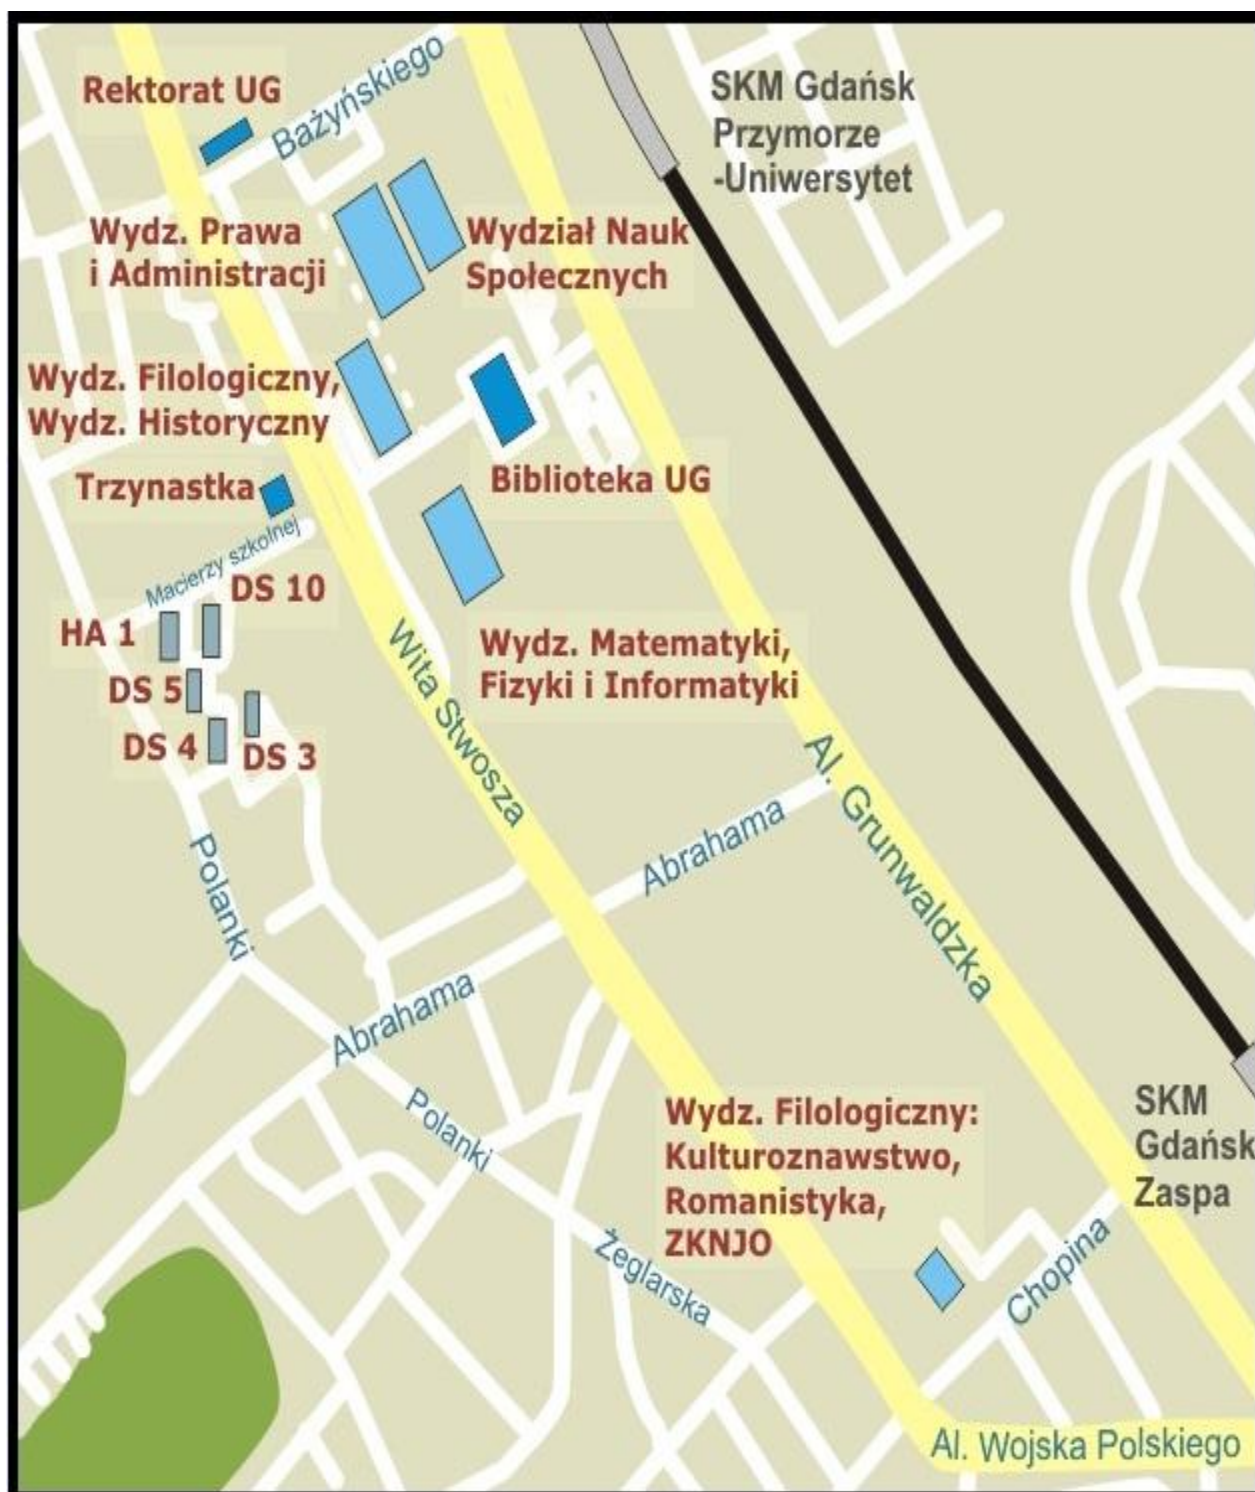 Rektorat UG
Bażyńskiego
SKM Gdańsk
Przymorze
-Uniwersytet
Wydz. Prawa
i Administracji
Wydział Nauk
Społecznych
Wydz. Filologiczny,
Wydz. Historyczny
Trzynastka
Biblioteka UG
Macierzy szkolnej
DS 10
HA 1
DS 5
DS 4
DS 3
Wydz. Matematyki,
Fizyki i Informatyki
Wita Stwosza
Al. Grunwaldzka
Abrahama
Polanki
Abrahama
Polanki
Żeglarska
Wydz. Filologiczny:
Kulturoznawstwo,
Romanistyka,
ZKNJO
SKM
Gdańsk
Zaspa
Chopina
Al. Wojska Polskiego